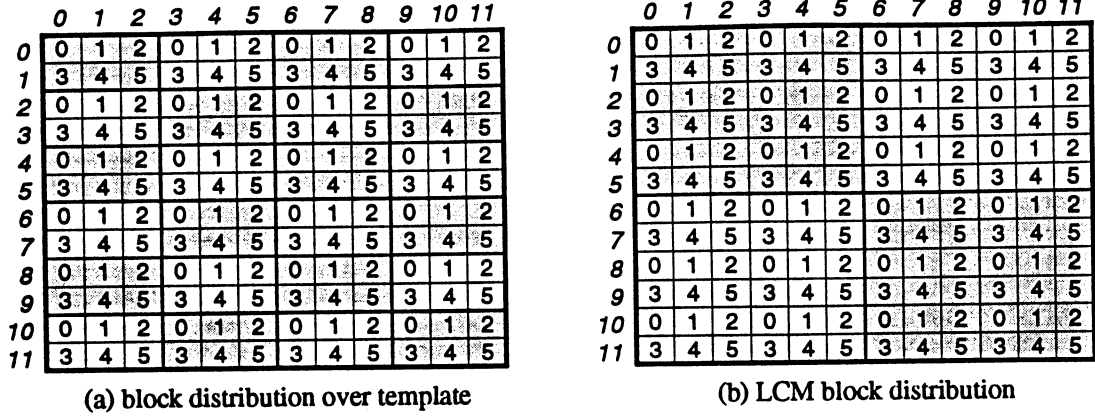 0 1 2 3 4 5 6 7 8 9 10 11
0 0 1 2 0 1 2 0 1 2 0 1 2
1 3 4 5 3 4 5 3 4 5 3 4 5
2 0 1 2 0 1 2 0 1 2 0 1 2
3 3 4 5 3 4 5 3 4 5 3 4 5
4 0 1 2 0 1 2 0 1 2 0 1 2
5 3 4 5 3 4 5 3 4 5 3 4 5
6 0 1 2 0 1 2 0 1 2 0 1 2
7 3 4 5 3 4 5 3 4 5 3 4 5
8 0 1 2 0 1 2 0 1 2 0 1 2
9 3 4 5 3 4 5 3 4 5 3 4 5
10 0 1 2 0 1 2 0 1 2 0 1 2
11 3 4 5 3 4 5 3 4 5 3 4 5
(a) block distribution over template
0 1 2 3 4 5 6 7 8 9 10 11
0 0 1 2 0 1 2 0 1 2 0 1 2
1 3 4 5 3 4 5 3 4 5 3 4 5
2 0 1 2 0 1 2 0 1 2 0 1 2
3 3 4 5 3 4 5 3 4 5 3 4 5
4 0 1 2 0 1 2 0 1 2 0 1 2
5 3 4 5 3 4 5 3 4 5 3 4 5
6 0 1 2 0 1 2 0 1 2 0 1 2
7 3 4 5 3 4 5 3 4 5 3 4 5
8 0 1 2 0 1 2 0 1 2 0 1 2
9 3 4 5 3 4 5 3 4 5 3 4 5
10 0 1 2 0 1 2 0 1 2 0 1 2
11 3 4 5 3 4 5 3 4 5 3 4 5
(b) LCM block distribution